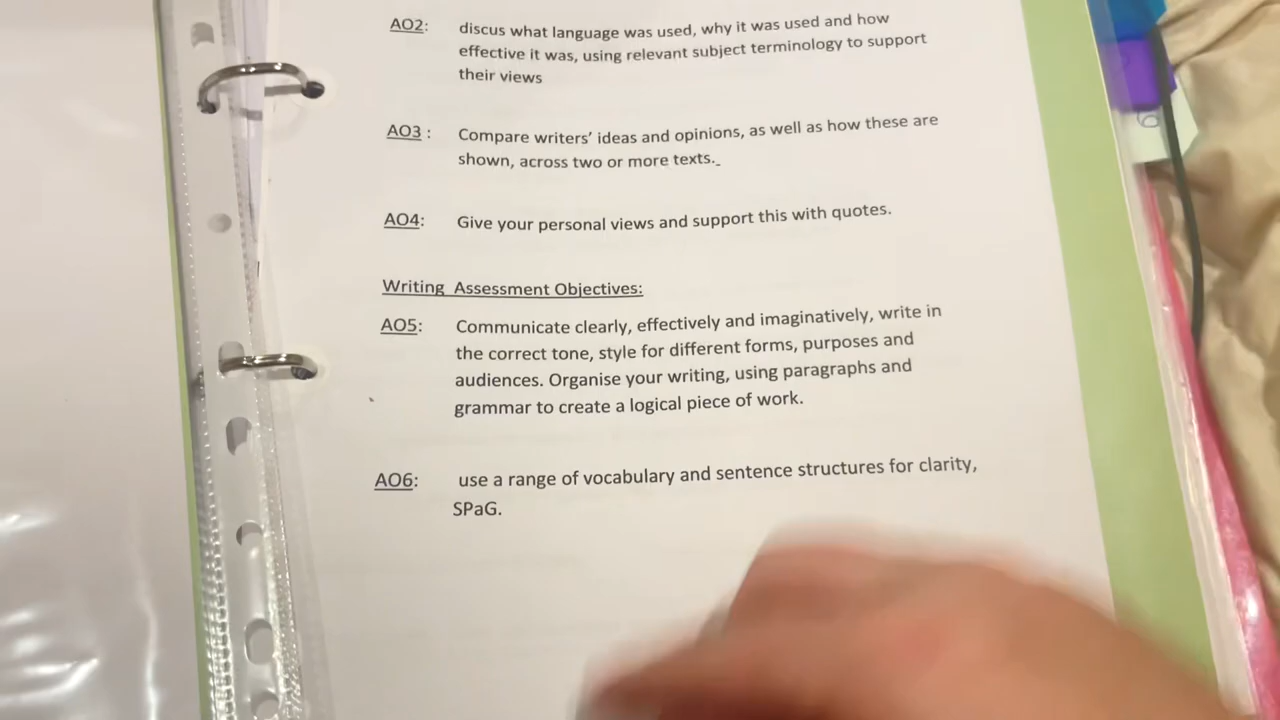 AO2: discus what language was used, why it was used and how
effective it was, using relevant subject terminology to support
their views
AO3 : Compare writers' ideas and opinions, as well as how these are
shown, across two or more texts.
AO4: Give your personal views and support this with quotes.
Writing Assessment Objectives:
AO5: Communicate clearly, effectively and imaginatively, write in
the correct tone, style for different forms, purposes and
audiences. Organise your writing, using paragraphs and
grammar to create a logical piece of work.
AO6: use a range of vocabulary and sentence structures for clarity,
SPaG.